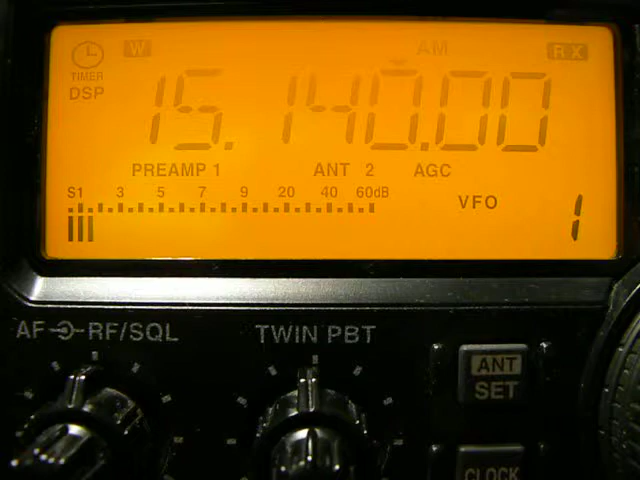 W AM RX
TIMER
DSP
15.140.00
PREAMP 1 ANT 2 AGC
S1 3 5 7 9 20 40 60dB
VFO 1
AF RF/SQL TWIN PBT
ANT
SET
CLOCK